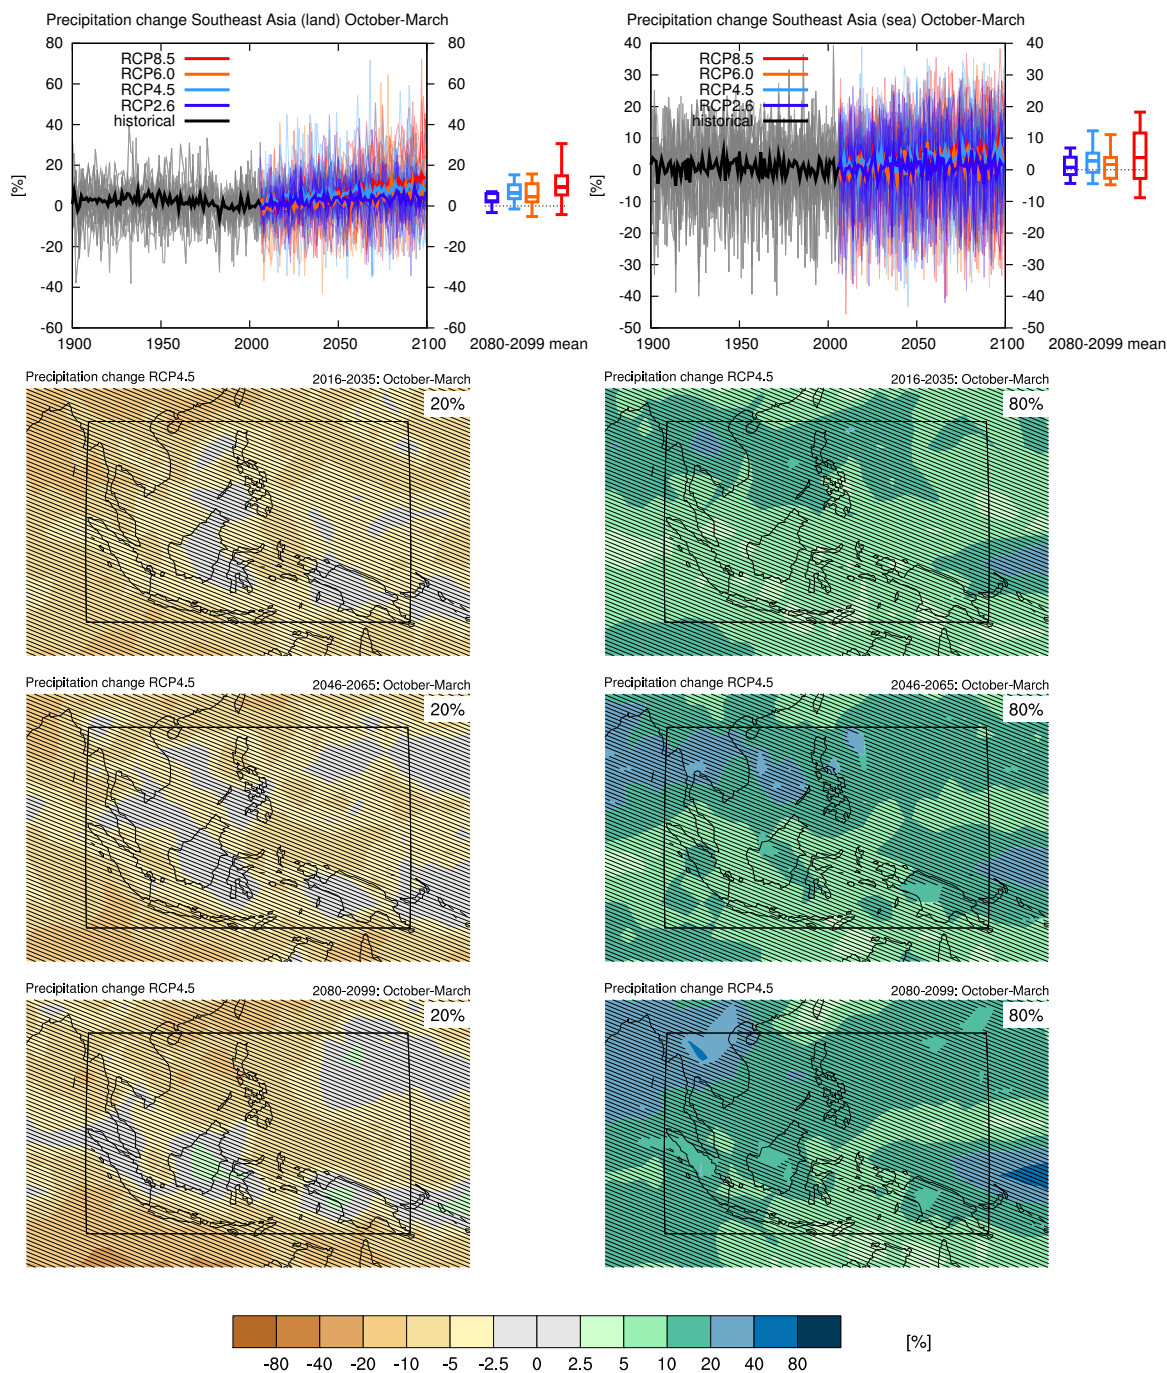 Precipitation change Southeast Asia (land) October-March
80
60
40
20
0
-20
-40
-60
[%]
RCP8.5
RCP6.0
RCP4.5
RCP2.6
historical
80
60
40
20
0
-20
-40
-60
1900
1950
2000
2050
2100
2080-2099 mean
Precipitation change Southeast Asia (sea) October-March
40
30
20
10
0
-10
-20
-30
-40
-50
[%]
RCP8.5
RCP6.0
RCP4.5
RCP2.6
historical
40
30
20
10
0
-10
-20
-30
-40
-50
1900
1950
2000
2050
2100
2080-2099 mean
Precipitation change RCP4.5
2016-2035: October-March
20%
Precipitation change RCP4.5
2016-2035: October-March
80%
Precipitation change RCP4.5
2046-2065: October-March
20%
Precipitation change RCP4.5
2046-2065: October-March
80%
Precipitation change RCP4.5
2080-2099: October-March
20%
Precipitation change RCP4.5
2080-2099: October-March
80%
[%]
-80 -40 -20 -10 -5 -2.5 0 2.5 5 10 20 40 80